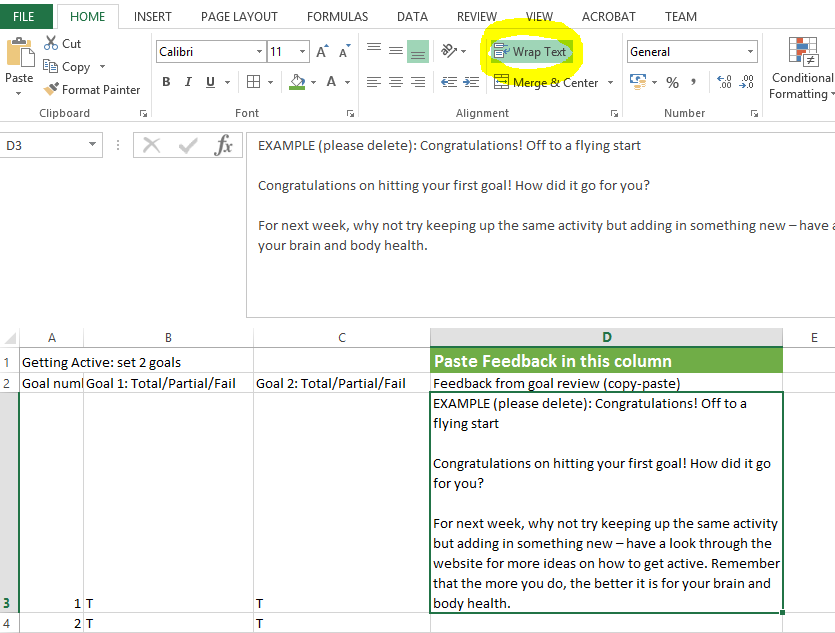 FILE HOME INSERT PAGE LAYOUT FORMULAS DATA REVIEW VIEW ACROBAT TEAM
Paste
Cut
Copy
Format Painter
Clipboard
Calibri 11 A A
B I U A
Font
Wrap Text
Merge & Center
Alignment
General
% , .00 .0
Number
Conditional
Formatting
D3 fx
EXAMPLE (please delete): Congratulations! Off to a flying start
Congratulations on hitting your first goal! How did it go for you?
For next week, why not try keeping up the same activity but adding in something new – have a
your brain and body health.
A B C D E
1 Getting Active: set 2 goals Paste Feedback in this column
2 Goal num Goal 1: Total/Partial/Fail Goal 2: Total/Partial/Fail Feedback from goal review (copy-paste)
EXAMPLE (please delete): Congratulations! Off to a
flying start
Congratulations on hitting your first goal! How did it go
for you?
For next week, why not try keeping up the same activity
but adding in something new – have a look through the
website for more ideas on how to get active. Remember
that the more you do, the better it is for your brain and
body health.
3 1 T T
4 2 T T